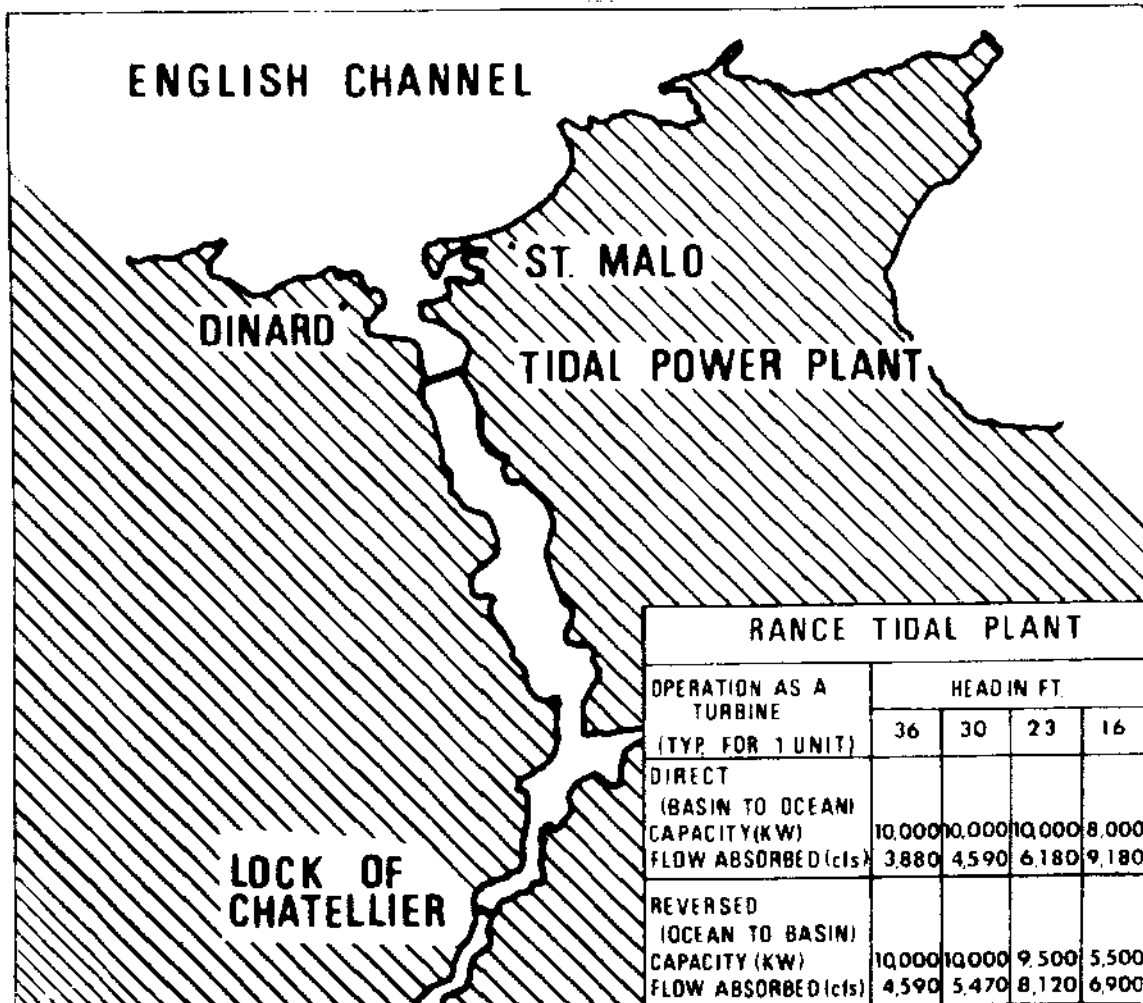 ENGLISH CHANNEL
ST. MALO
DINARD
TIDAL POWER PLANT
LOCK OF
CHATELLIER
RANCE TIDAL PLANT
OPERATION AS A
TURBINE
(TYP. FOR 1 UNIT)
HEAD IN FT.
36 30 23 16
DIRECT
(BASIN TO OCEAN)
CAPACITY (KW) 10,000 10,000 10,000 8,000
FLOW ABSORBED (cfs) 3,880 4,590 6,180 9,180
REVERSED
(OCEAN TO BASIN)
CAPACITY (KW) 10,000 10,000 9,500 5,500
FLOW ABSORBED (cfs) 4,590 5,470 8,120 6,900